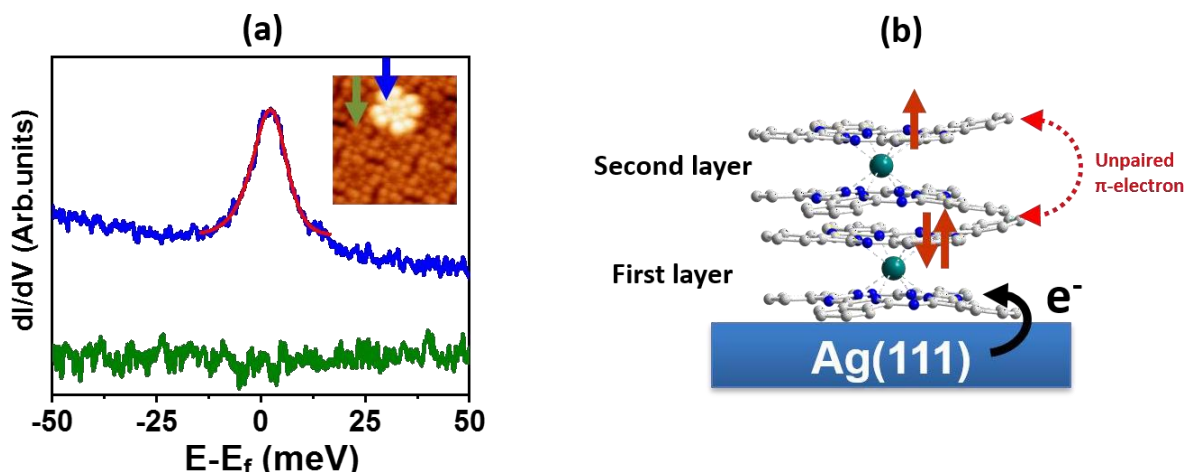 (a)
dI/dV (Arb.units)
-50
-25
0
25
50
E-Ef (meV)
(b)
Second layer
Unpaired
π-electron
First layer
e-
Ag(111)